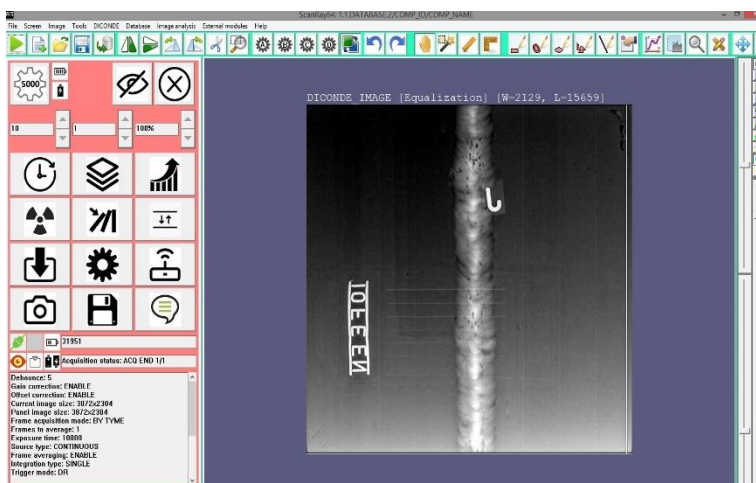 ScanRay64: 1.1.DATABASE.2/COMP_ID/COMP_NAME
File Screen Image Tools DICONDE Database Image analysis External modules Help
A B C D
5000
10 1 100%
DICONDE IMAGE [Equalization] [W=2129, L=15659]
10FEEN
31951
Acquisition status: ACQ END 1/1
Debounce: 5
Gain correction: ENABLE
Offset correction: ENABLE
Current image size: 3072x2304
Panel image size: 3072x2304
Frame acquisition mode: BY TYME
Frames to average: 1
Exposure time: 10000
Source type: CONTINUOUS
Frame averaging: ENABLE
Integration type: SINGLE
Trigger mode: DR